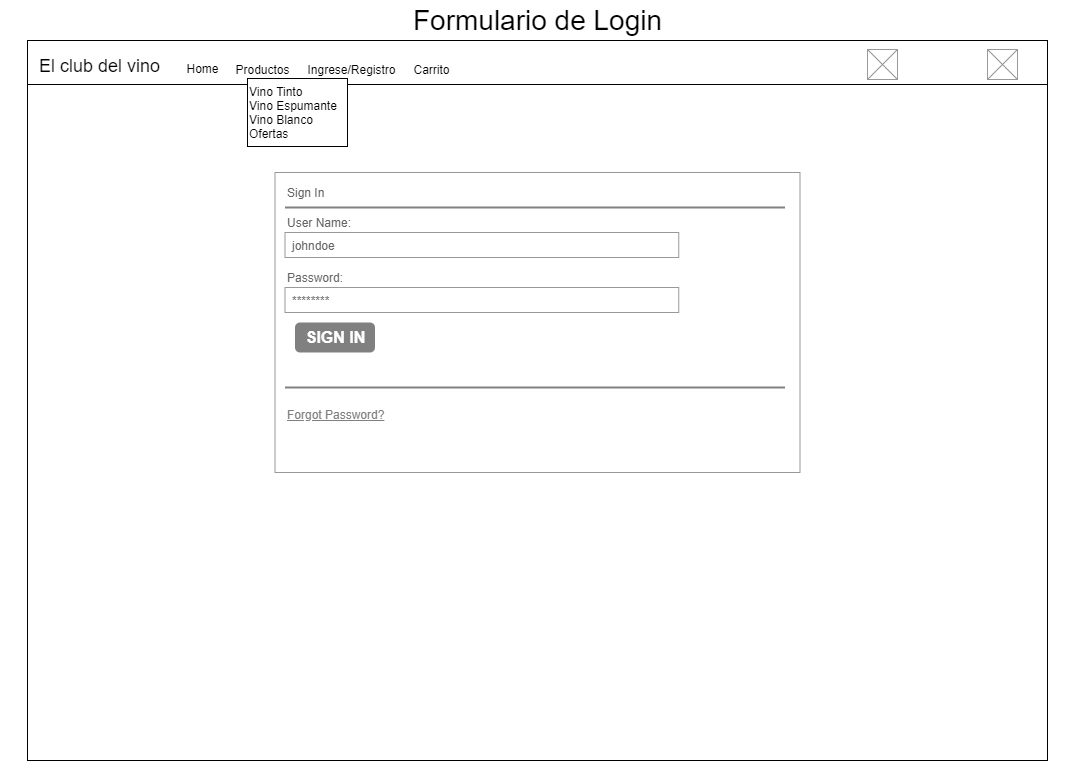 Formulario de Login
El club del vino Home Productos Ingrese/Registro Carrito
Vino Tinto
Vino Espumante
Vino Blanco
Ofertas
Sign In
User Name:
johndoe
Password:
********
SIGN IN
Forgot Password?